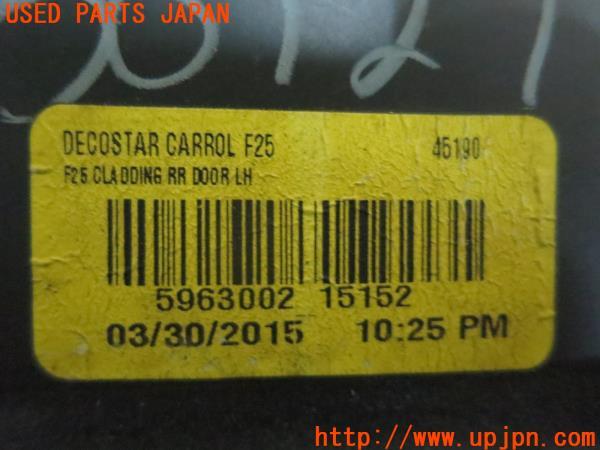 USED PARTS JAPAN
DECOSTAR CARROL F25 45190
F25 CLADDING RR DOOR LH
5963002 15152
03/30/2015 10:25 PM
http://www.upjpn.com